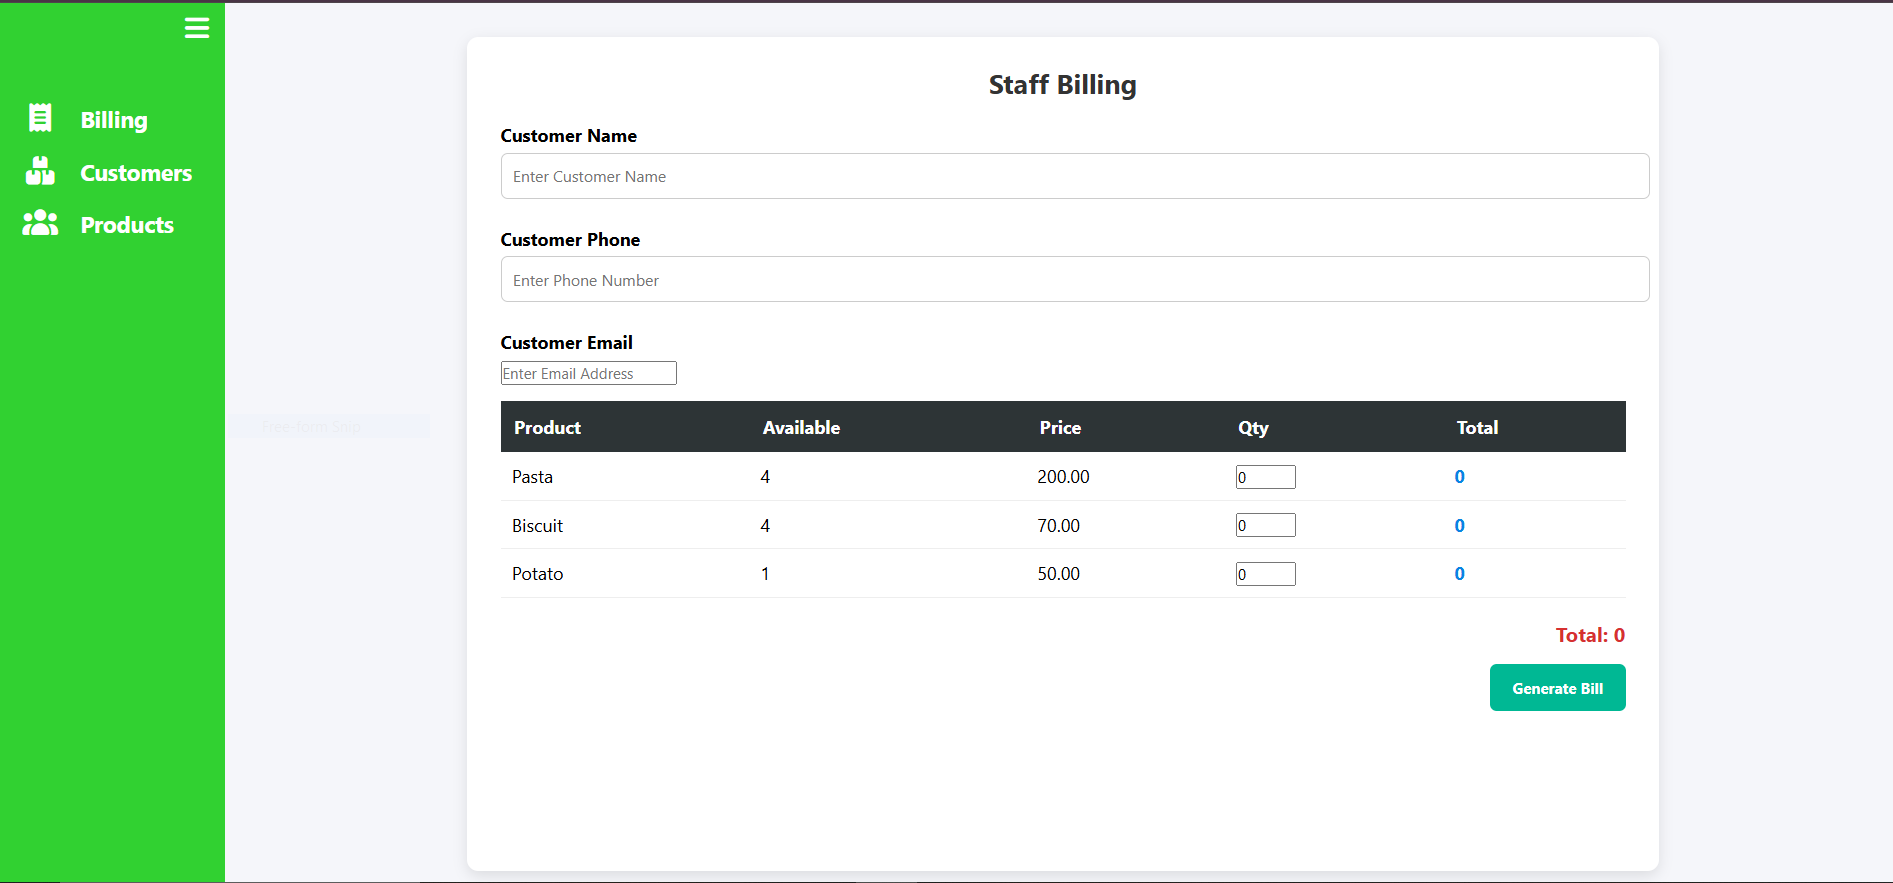 Billing
Customers
Products
Staff Billing
Customer Name
Enter Customer Name
Customer Phone
Enter Phone Number
Customer Email
Enter Email Address
Free-form Snip
Product Available Price Qty Total
Pasta 4 200.00 0 0
Biscuit 4 70.00 0 0
Potato 1 50.00 0 0
Total: 0
Generate Bill